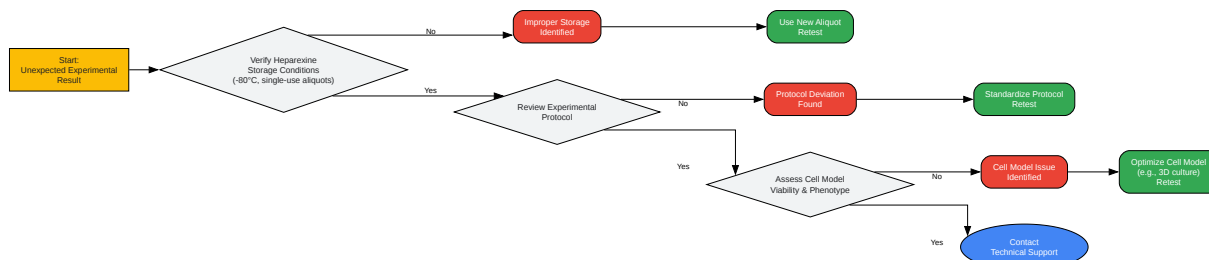 Start:
Unexpected Experimental
Result
Verify Heparexine
Storage Conditions
(-80°C, single-use aliquots)
No
Improper Storage
Identified
Use New Aliquot
Retest
Yes
Review Experimental
Protocol
No
Protocol Deviation
Found
Standardize Protocol
Retest
Yes
Assess Cell Model
Viability & Phenotype
No
Cell Model Issue
Identified
Optimize Cell Model
(e.g., 3D culture)
Retest
Yes
Contact
Technical Support